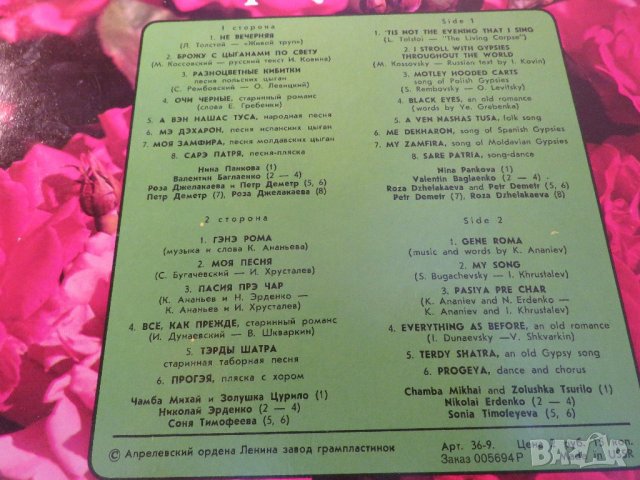 1 сторона
1. НЕ ВЕЧЕРНЯЯ
(Л. Толстой — «Живой труп»)
2. БРОЖУ С ЦЫГАНАМИ ПО СВЕТУ
(М. Коссовский — русский текст И. Ковина)
3. РАЗНОЦВЕТНЫЕ КИБИТКИ
песня польских цыган
(С. Рембовский — О. Левицкий)
4. ОЧИ ЧЕРНЫЕ, старинный романс
(слова Е. Гребенки)
5. А ВЭН НАШАС ТУСА, народная песня
6. МЭ ДЭХАРОН, песня испанских цыган
7. МОЯ ЗАМФИРА, песня молдавских цыган
8. САРЭ ПАТРЯ, песня-пляска
Нина Панкова (1)
Валентин Баглаенко (2 — 4)
Роза Джелакаева и Петр Деметр (5, 6)
Петр Деметр (7), Роза Джелакаева (8)
2 сторона
1. ГЭНЭ РОМА
(музыка и слова К. Ананьева)
2. МОЯ ПЕСНЯ
(С. Бугачевский — И. Хрусталев)
3. ПАСИЯ ПРЭ ЧАР
(К. Ананьев и Н. Эрденко —
К. Ананьев и И. Хрусталев)
4. ВСЕ, КАК ПРЕЖДЕ, старинный романс
(И. Дунаевский — В. Шкваркин)
5. ТЭРДЫ ШАТРА
старинная таборная песня
6. ПРОГЭЯ, пляска с хором
Чамба Михай и Золушка Цурило (1)
Николай Эрденко (2 — 4)
Соня Тимофеева (5, 6)
Side 1
1. 'TIS NOT THE EVENING THAT I SING
(L. Tolstoi — "The Living Corpse")
2. I STROLL WITH GYPSIES
THROUGHOUT THE WORLD
(M. Kossovsky — Russian text by I. Kovin)
3. MOTLEY HOODED CARTS
song of Polish Gypsies
(S. Rembovsky — O. Levitsky)
4. BLACK EYES, an old romance
(words by Ye. Grebenka)
5. A VEN NASHAS TUSA, folk song
6. ME DEKHARON, song of Spanish Gypsies
7. MY ZAMFIRA, song of Moldavian Gypsies
8. SARE PATRIA, song-dance
Nina Pankova (1)
Valentin Baglaenko (2 — 4)
Roza Dzhelakaeva and Petr Demetr (5, 6)
Petr Demetr (7), Roza Dzhelakaeva (8)
Side 2
1. GENE ROMA
(music and words by K. Ananiev)
2. MY SONG
(S. Bugachevsky — I. Khrustalev)
3. PASIYA PRE CHAR
(K. Ananiev and N. Erdenko —
K. Ananiev and I. Khrustalev)
4. EVERYTHING AS BEFORE, an old romance
(I. Dunaevsky —V. Shkvarkin)
5. TERDY SHATRA, an old Gypsy song
6. PROGEYA, dance and chorus
Chamba Mikhai and Zolushka Tsurilo (1)
Nikolai Erdenko (2 — 4)
Sonia Timofeyeva (5, 6)
© Апрелевский ордена Ленина завод грампластинок
Арт. 36-9.
Заказ 005694Р
Made in USSR
bazar